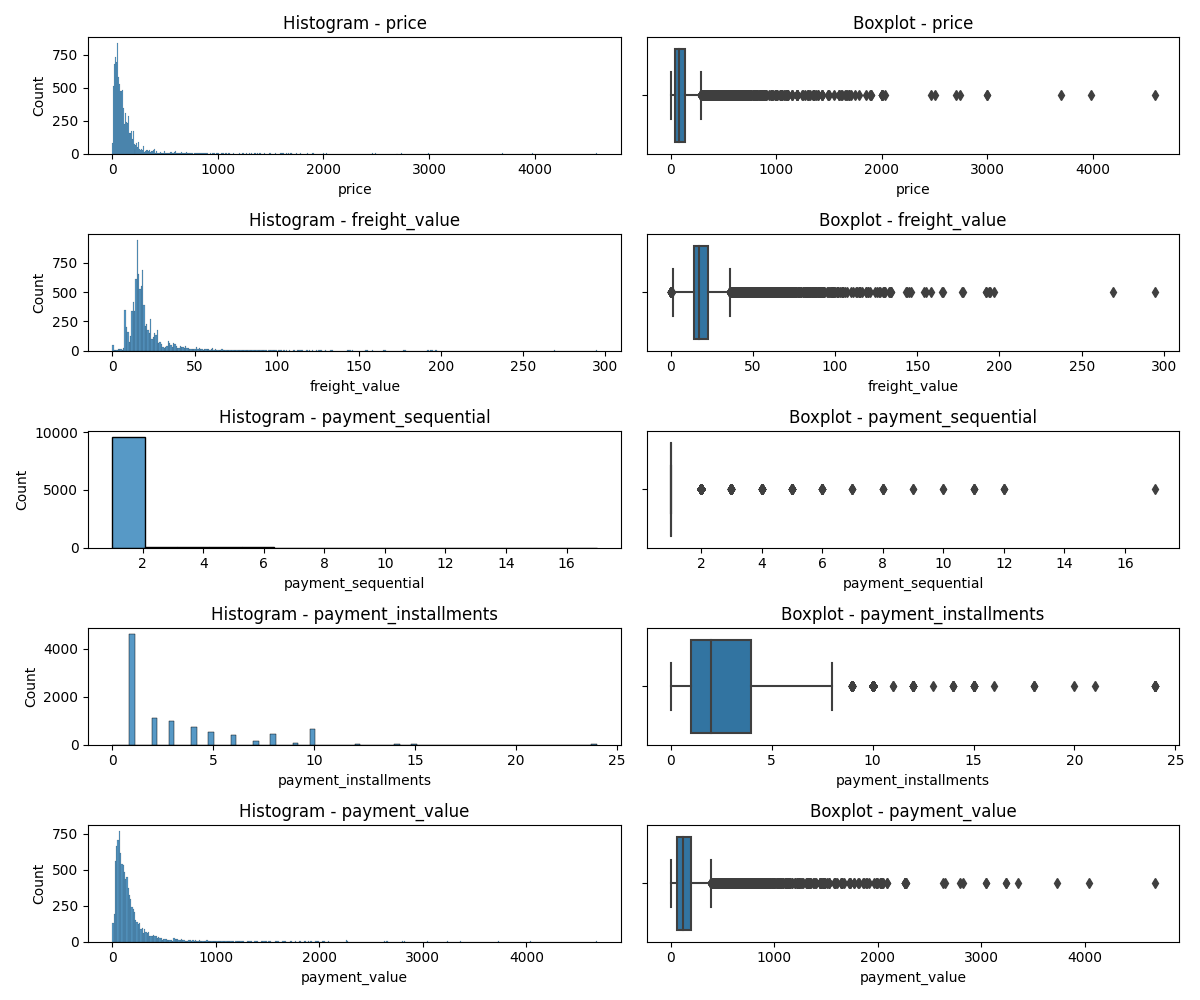 Histogram - price
Boxplot - price
Count
750
500
250
0
0 1000 2000 3000 4000
price
0 1000 2000 3000 4000
price
Histogram - freight_value
Boxplot - freight_value
Count
750
500
250
0
0 50 100 150 200 250 300
freight_value
0 50 100 150 200 250 300
freight_value
Histogram - payment_sequential
Boxplot - payment_sequential
Count
10000
5000
0
2 4 6 8 10 12 14 16
payment_sequential
2 4 6 8 10 12 14 16
payment_sequential
Histogram - payment_installments
Boxplot - payment_installments
Count
4000
2000
0
0 5 10 15 20 25
payment_installments
0 5 10 15 20 25
payment_installments
Histogram - payment_value
Boxplot - payment_value
Count
750
500
250
0
0 1000 2000 3000 4000
payment_value
0 1000 2000 3000 4000
payment_value